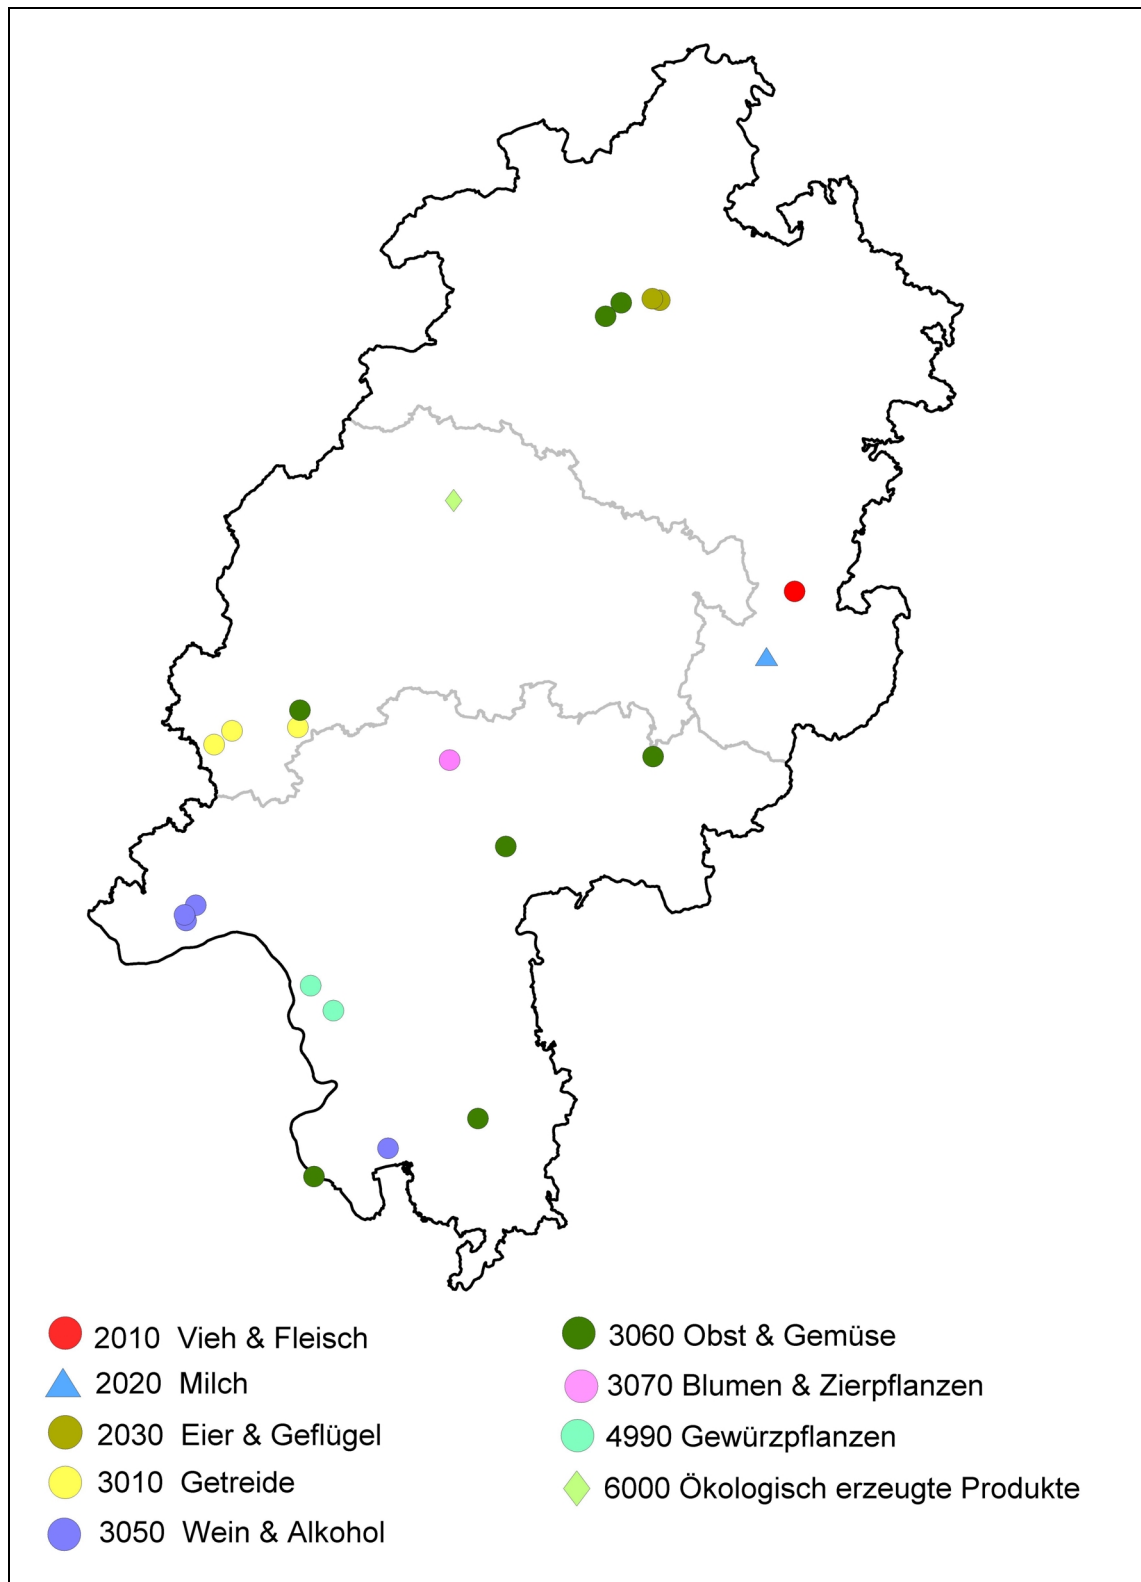 2010 Vieh & Fleisch
2020 Milch
2030 Eier & Geflügel
3010 Getreide
3050 Wein & Alkohol
3060 Obst & Gemüse
3070 Blumen & Zierpflanzen
4990 Gewürzpflanzen
6000 Ökologisch erzeugte Produkte